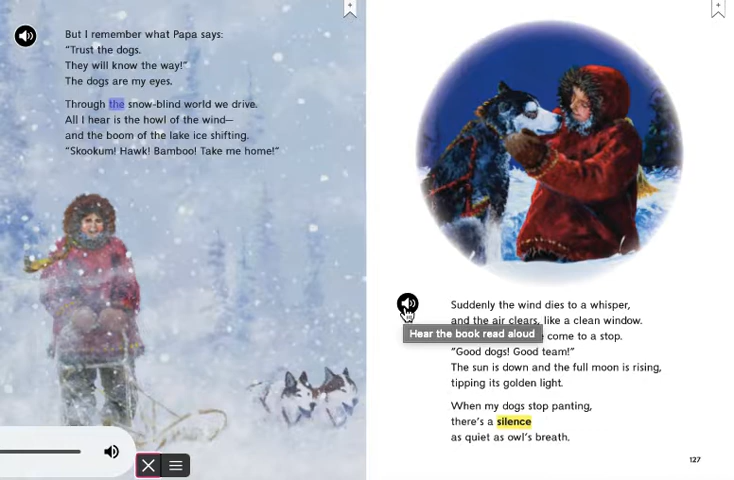 But I remember what Papa says:
“Trust the dogs.
They will know the way!”
The dogs are my eyes.
Through the snow-blind world we drive.
All I hear is the howl of the wind—
and the boom of the lake ice shifting.
“Skookum! Hawk! Bamboo! Take me home!”
Suddenly the wind dies to a whisper,
and the air clears, like a clean window.
Hear the book read aloud
come to a stop.
“Good dogs! Good team!”
The sun is down and the full moon is rising,
tipping its golden light.
When my dogs stop panting,
there’s a silence
as quiet as owl’s breath.
127